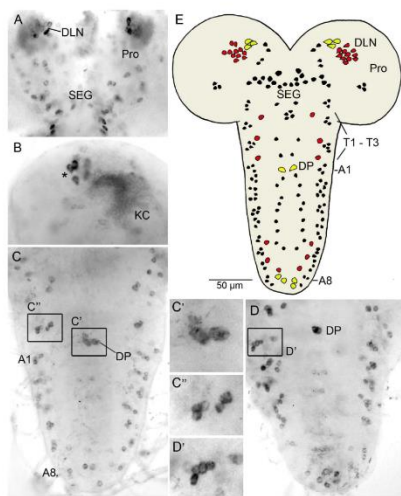 A
DLN
Pro
SEG
B
*
KC
C
C''
C'
A1
DP
A8
E
DLN
Pro
SEG
T1 - T3
DP
A1
50 µm
A8
C'
C''
D'
D
DP
D'